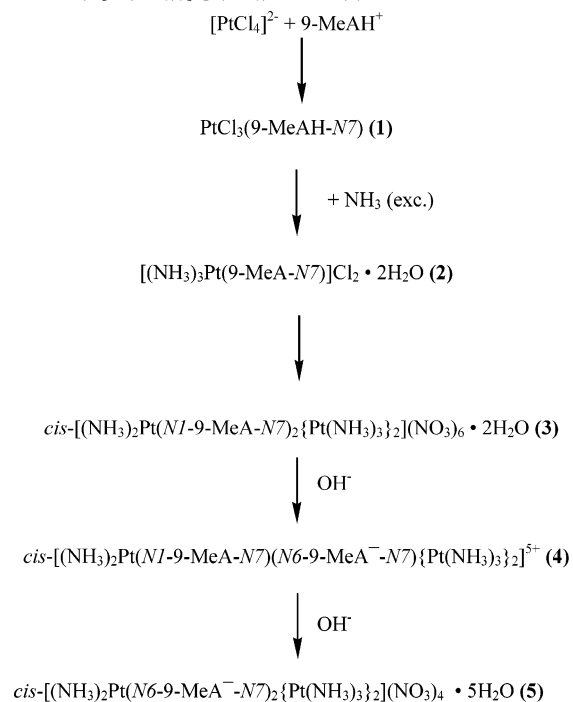 [PtCl₄]²⁻ + 9-MeAH⁺
PtCl₃(9-MeAH-N7) (1)
+ NH₃ (exc.)
[(NH₃)₃Pt(9-MeA-N7)]Cl₂ • 2H₂O (2)
cis-[(NH₃)₂Pt(N1-9-MeA-N7)₂{Pt(NH₃)₃}₂](NO₃)₆ • 2H₂O (3)
OH⁻
cis-[(NH₃)₂Pt(N1-9-MeA-N7)(N6-9-MeA⁻-N7){Pt(NH₃)₃}₂]⁵⁺ (4)
OH⁻
cis-[(NH₃)₂Pt(N6-9-MeA⁻-N7)₂{Pt(NH₃)₃}₂](NO₃)₄ • 5H₂O (5)